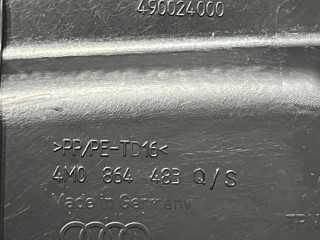 490024000
>PP/PE-TD16<
4M0 864 483 Q/S
Made in Germany